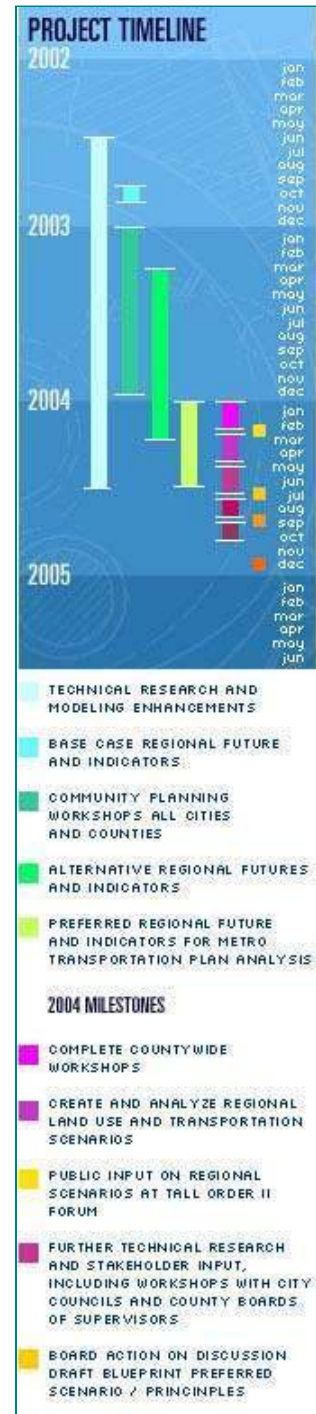 PROJECT TIMELINE
2002
jan
feb
mar
apr
may
jun
jul
aug
sep
oct
nov
dec
2003
jan
feb
mar
apr
may
jun
jul
aug
sep
oct
nov
dec
2004
jan
feb
mar
apr
may
jun
jul
aug
sep
oct
nov
dec
2005
jan
feb
mar
apr
may
jun
TECHNICAL RESEARCH AND
MODELING ENHANCEMENTS
BASE CASE REGIONAL FUTURE
AND INDICATORS
COMMUNITY PLANNING
WORKSHOPS ALL CITIES
AND COUNTIES
ALTERNATIVE REGIONAL FUTURES
AND INDICATORS
PREFERRED REGIONAL FUTURE
AND INDICATORS FOR METRO
TRANSPORTATION PLAN ANALYSIS
2004 MILESTONES
COMPLETE COUNTYWIDE
WORKSHOPS
CREATE AND ANALYZE REGIONAL
LAND USE AND TRANSPORTATION
SCENARIOS
PUBLIC INPUT ON REGIONAL
SCENARIOS AT TALL ORDER II
FORUM
FURTHER TECHNICAL RESEARCH
AND STAKEHOLDER INPUT,
INCLUDING WORKSHOPS WITH CITY
COUNCILS AND COUNTY BOARDS
OF SUPERVISORS
BOARD ACTION ON DISCUSSION
DRAFT BLUEPRINT PREFERRED
SCENARIO / PRINCINPLES